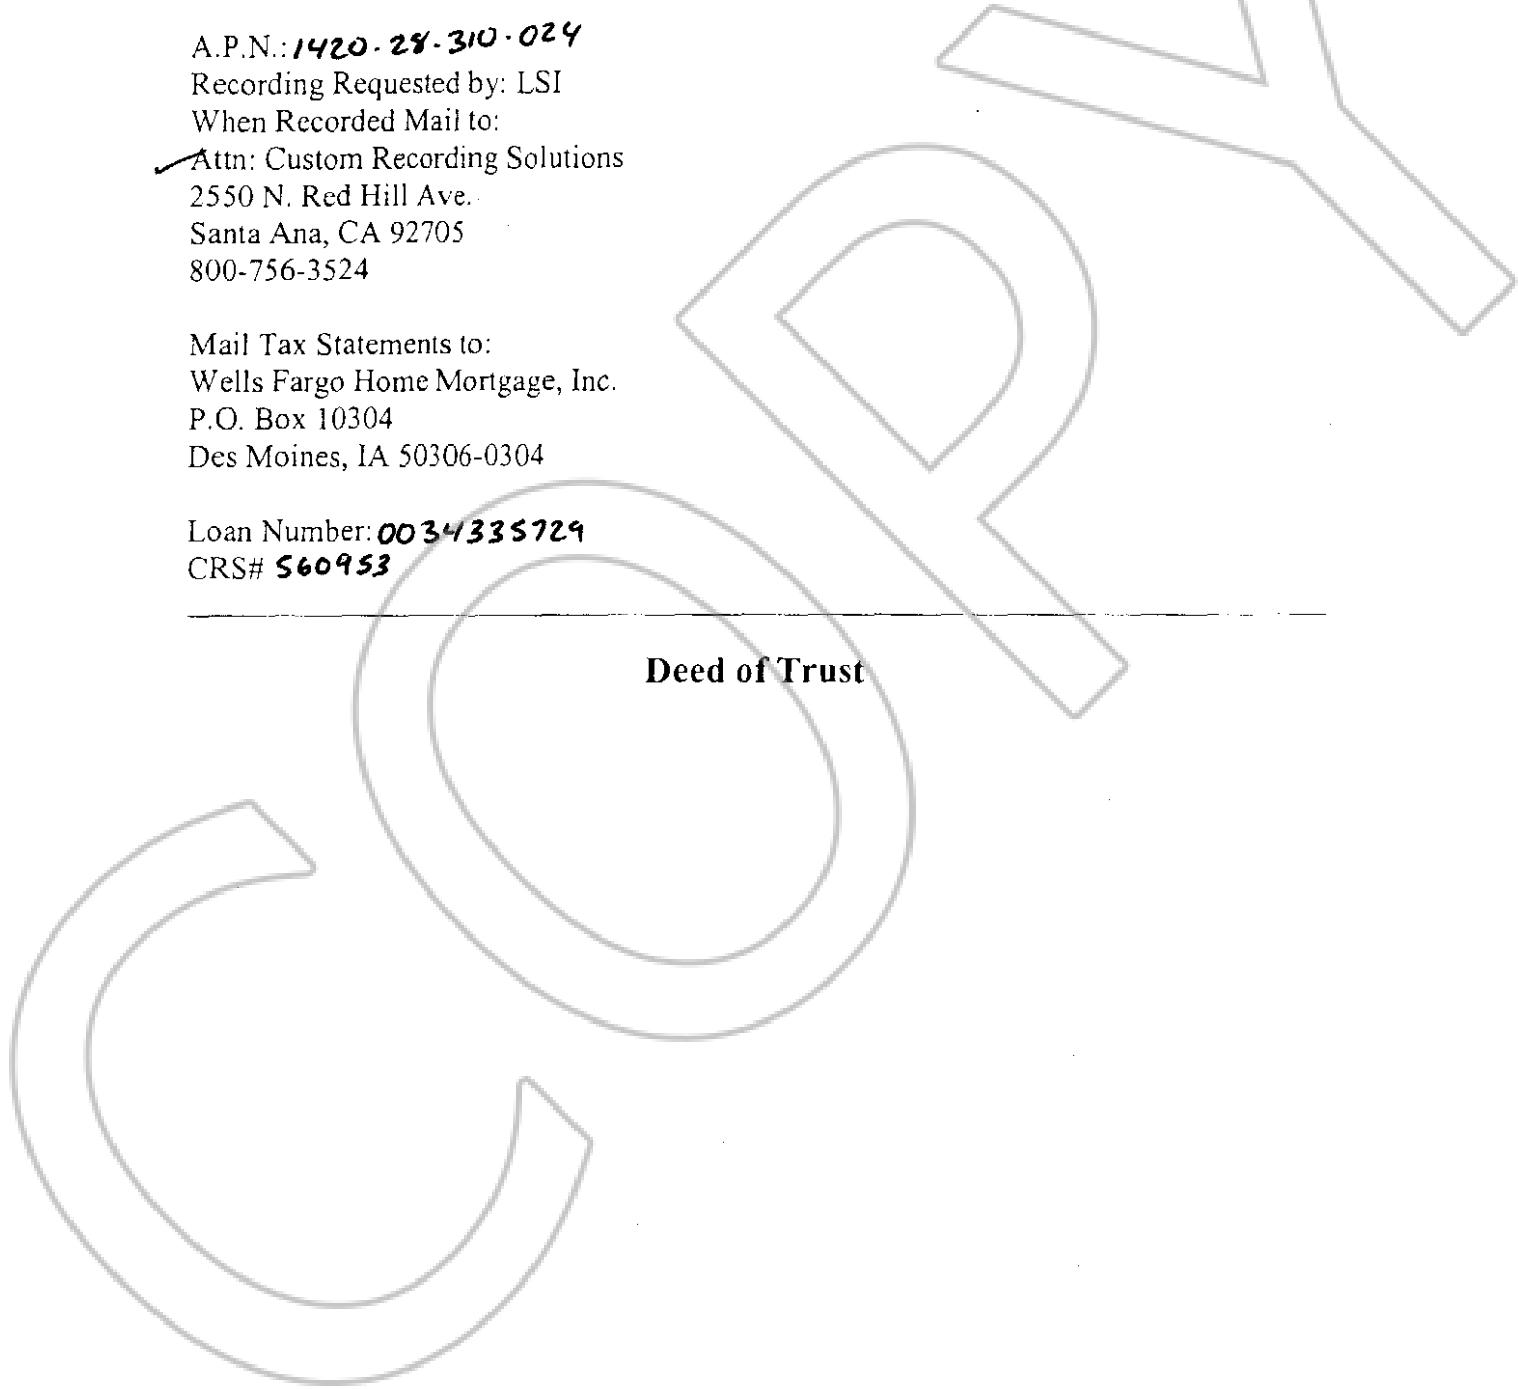 A.P.N.: 1420-28-310-024
Recording Requested by: LSI
When Recorded Mail to:
Attn: Custom Recording Solutions
2550 N. Red Hill Ave.
Santa Ana, CA 92705
800-756-3524
Mail Tax Statements to:
Wells Fargo Home Mortgage, Inc.
P.O. Box 10304
Des Moines, IA 50306-0304
Loan Number: 0034335729
CRS# 560953
Deed of Trust
COPY